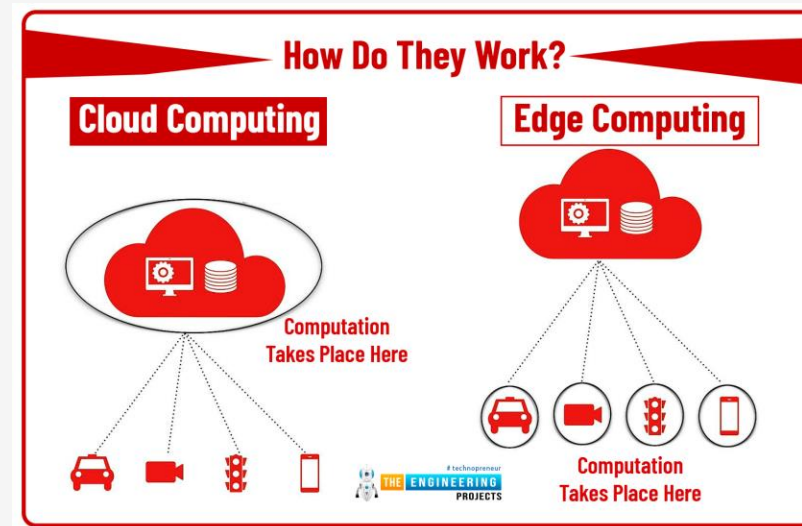 How Do They Work?
Cloud Computing
Edge Computing
Computation
Takes Place Here
Computation
Takes Place Here
# technopreneur
THE ENGINEERING
PROJECTS